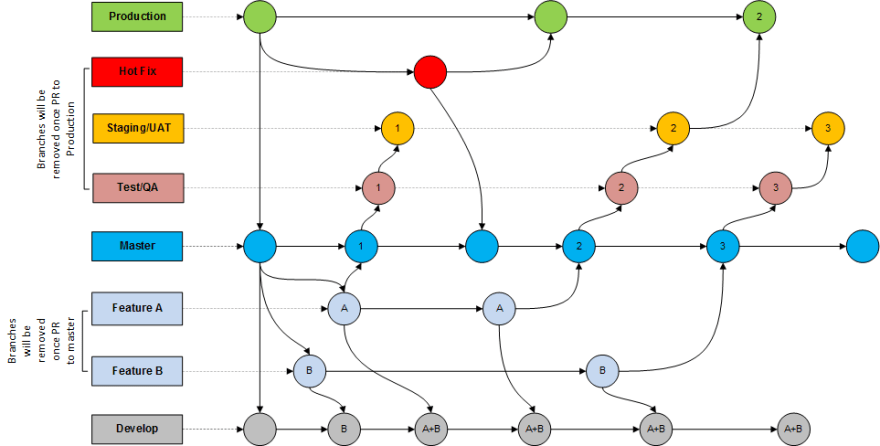 Production
2
Hot Fix
Branches will be
removed once PR to
Production
Staging/UAT
1
2
3
Test/QA
1
2
3
Master
1
2
3
Branches
will be
removed
once PR
to master
Feature A
A
A
Feature B
B
B
Develop
B
A+B
A+B
A+B
A+B